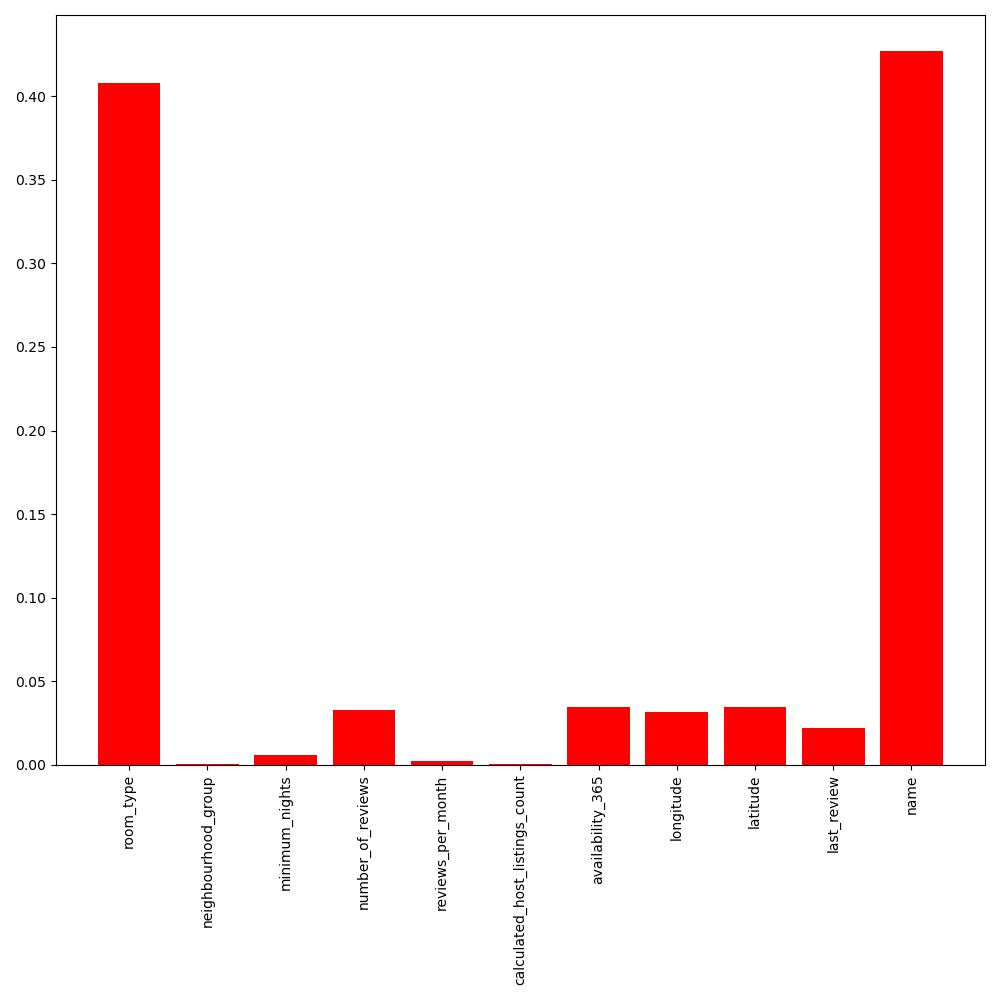 0.40
0.35
0.30
0.25
0.20
0.15
0.10
0.05
0.00
room_type
neighbourhood_group
minimum_nights
number_of_reviews
reviews_per_month
calculated_host_listings_count
availability_365
longitude
latitude
last_review
name